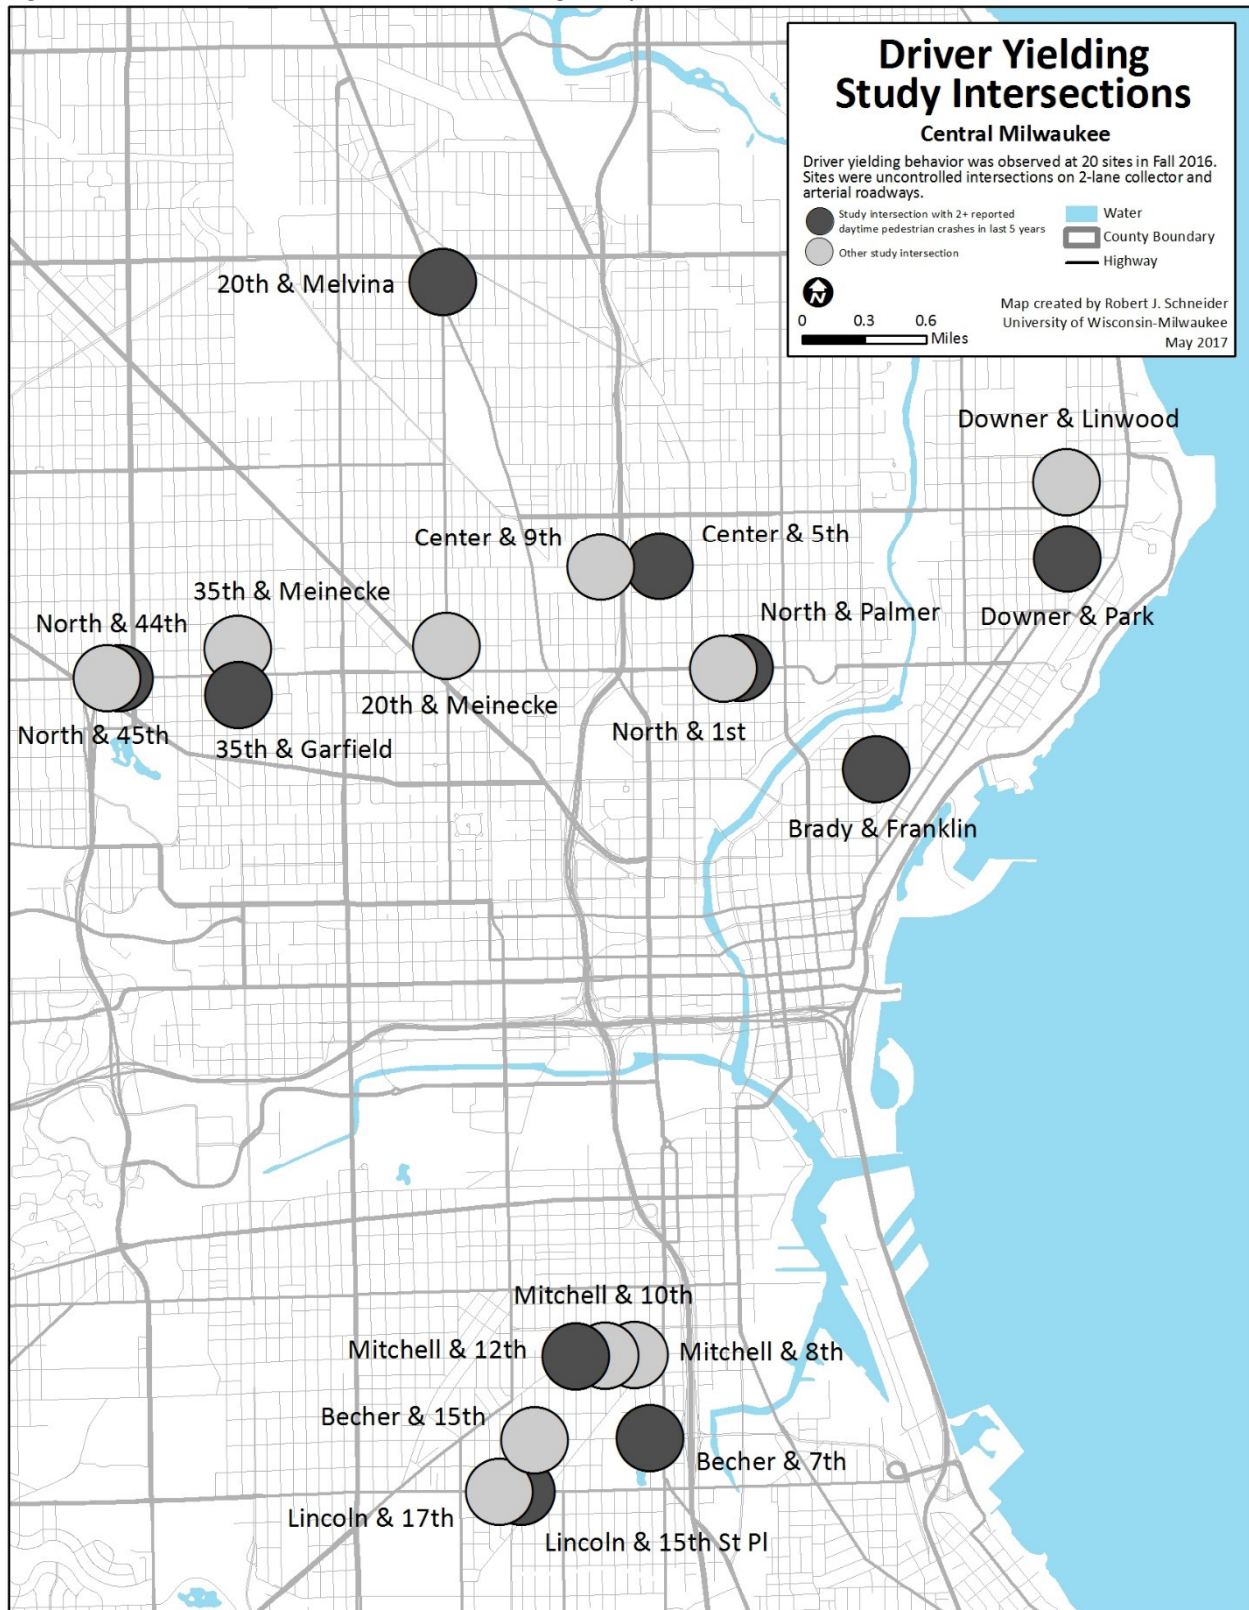 Driver Yielding
Study Intersections
Central Milwaukee
Driver yielding behavior was observed at 20 sites in Fall 2016.
Sites were uncontrolled intersections on 2-lane collector and
arterial roadways.
Study intersection with 2+ reported
daytime pedestrian crashes in last 5 years
Other study intersection
Water
County Boundary
Highway
N
0 0.3 0.6
Miles
Map created by Robert J. Schneider
University of Wisconsin-Milwaukee
May 2017
20th & Melvina
Downer & Linwood
Center & 9th
Center & 5th
35th & Meinecke
North & Palmer
Downer & Park
North & 44th
20th & Meinecke
North & 45th
35th & Garfield
North & 1st
Brady & Franklin
Mitchell & 10th
Mitchell & 12th
Mitchell & 8th
Becher & 15th
Becher & 7th
Lincoln & 17th
Lincoln & 15th St Pl